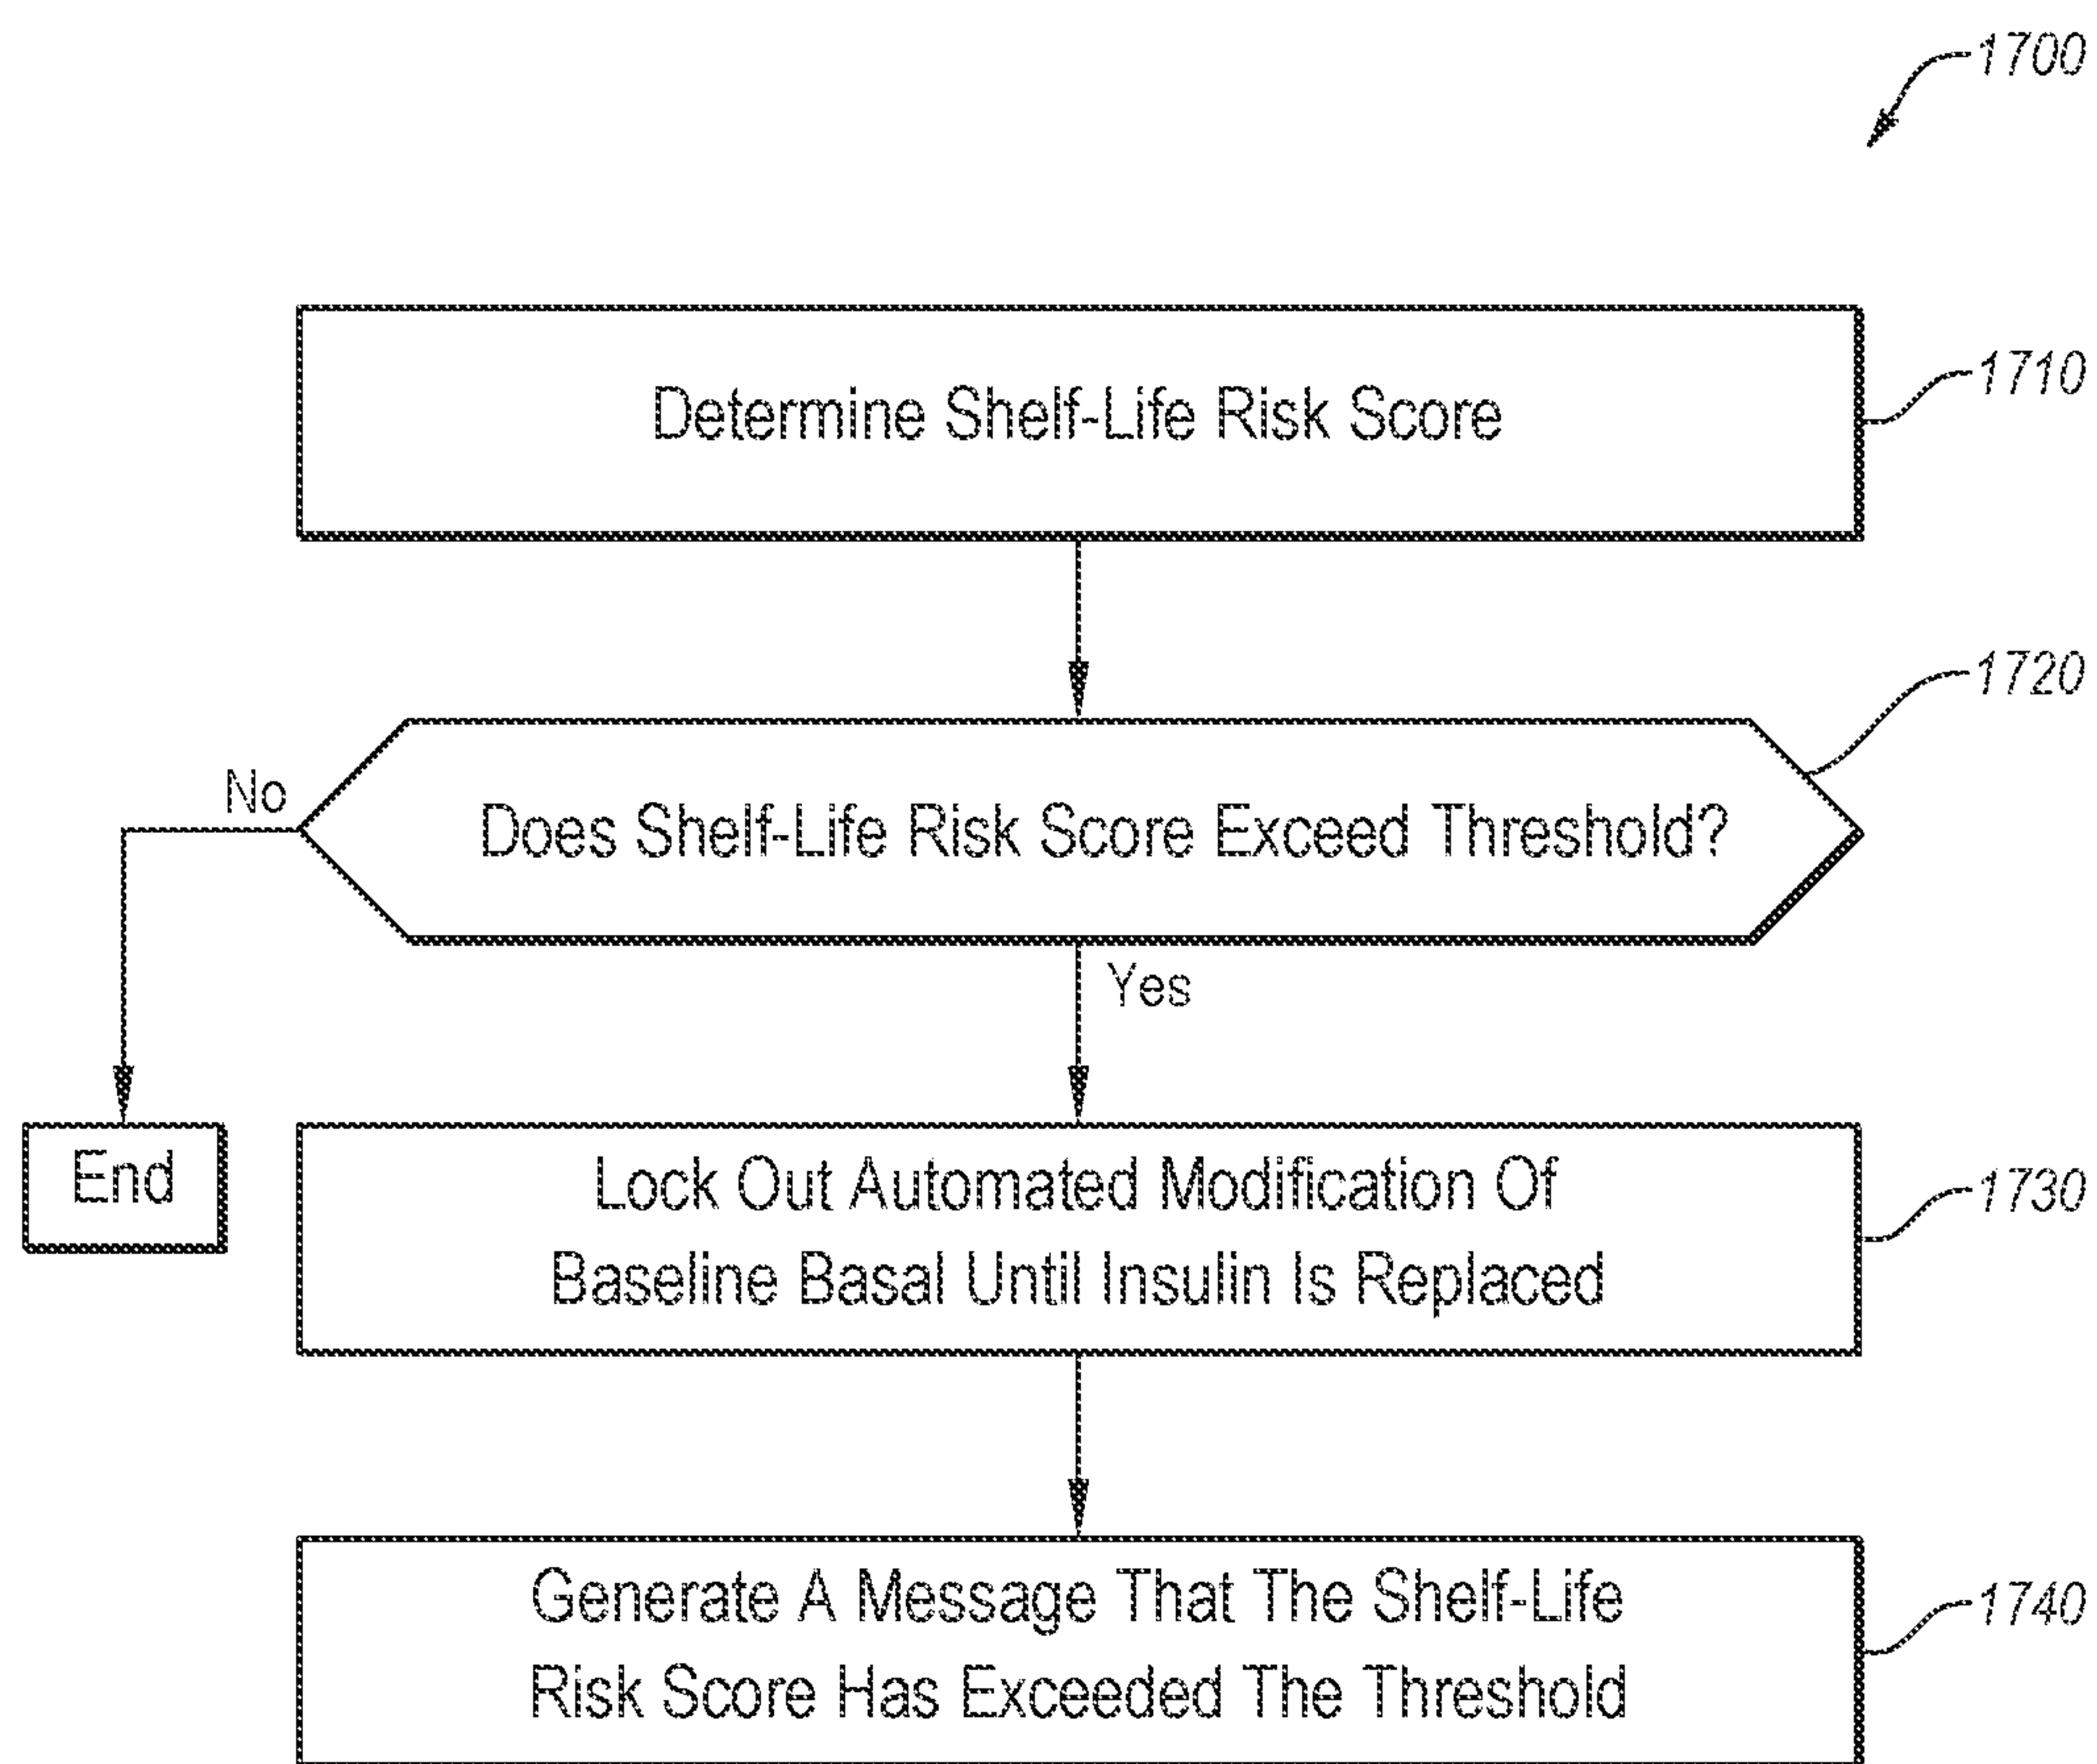 1700
Determine Shelf-Life Risk Score
1710
1720
No
Does Shelf-Life Risk Score Exceed Threshold?
Yes
End
Lock Out Automated Modification Of
Baseline Basal Until Insulin Is Replaced
1730
Generate A Message That The Shelf-Life
Risk Score Has Exceeded The Threshold
1740